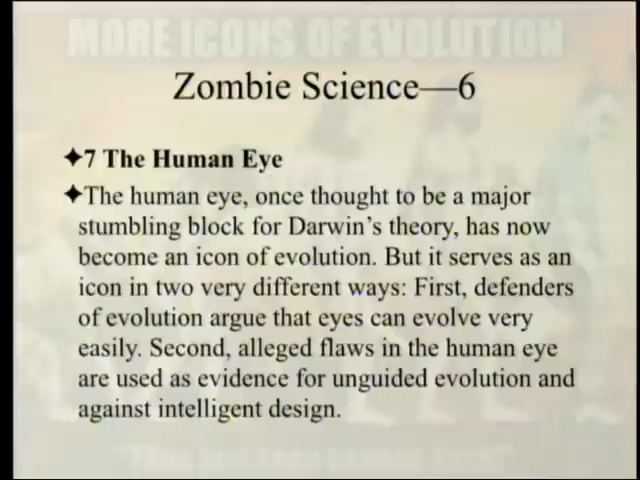 MORE ICONS OF EVOLUTION
Zombie Science—6
✦7 The Human Eye
✦The human eye, once thought to be a major
stumbling block for Darwin’s theory, has now
become an icon of evolution. But it serves as an
icon in two very different ways: First, defenders
of evolution argue that eyes can evolve very
easily. Second, alleged flaws in the human eye
are used as evidence for unguided evolution and
against intelligent design.